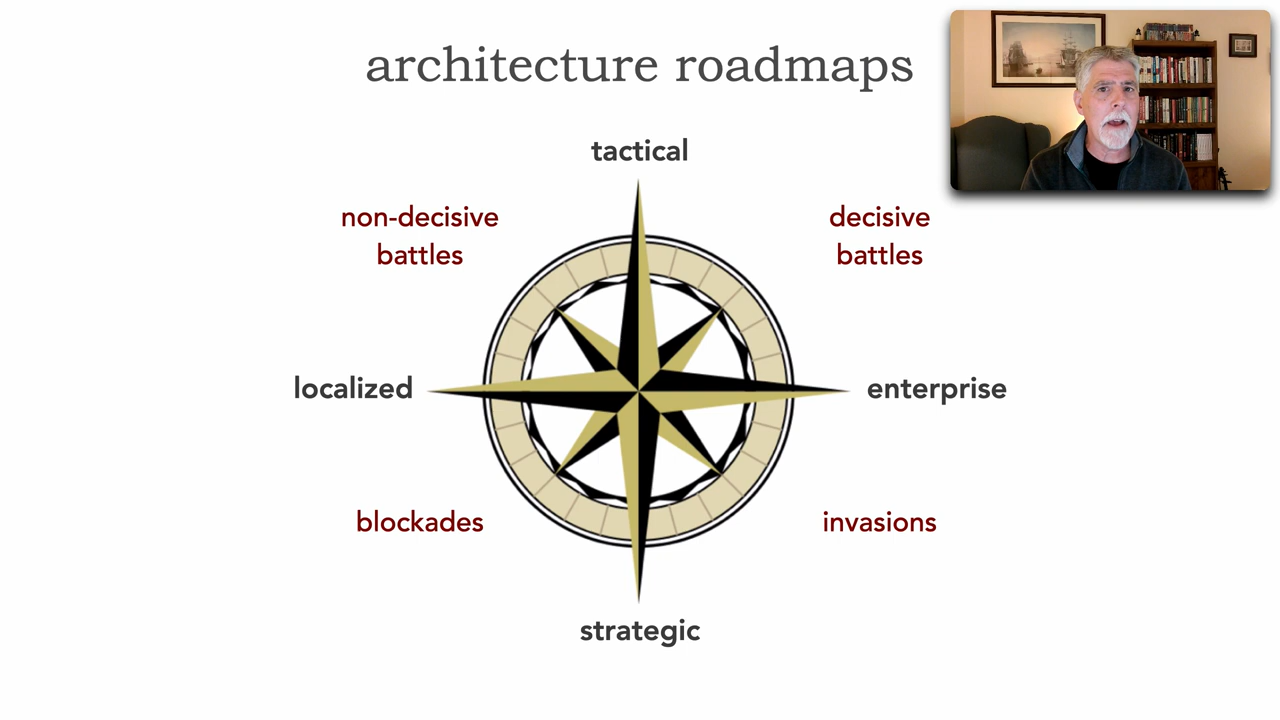 architecture roadmaps
tactical
non-decisive
battles
decisive
battles
localized
enterprise
blockades
invasions
strategic